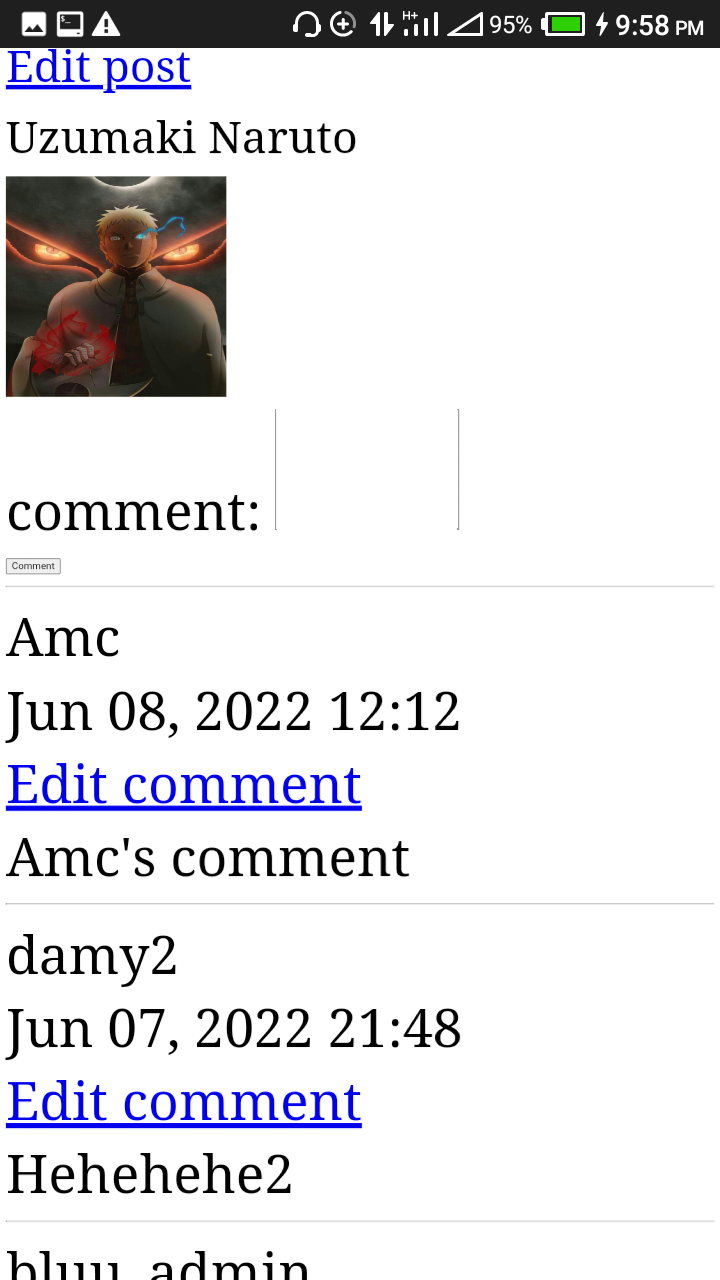 H+ 95% 9:58 PM
Edit post
Uzumaki Naruto
comment:
Comment
Amc
Jun 08, 2022 12:12
Edit comment
Amc's comment
damy2
Jun 07, 2022 21:48
Edit comment
Hehehehe2
bluu_admin